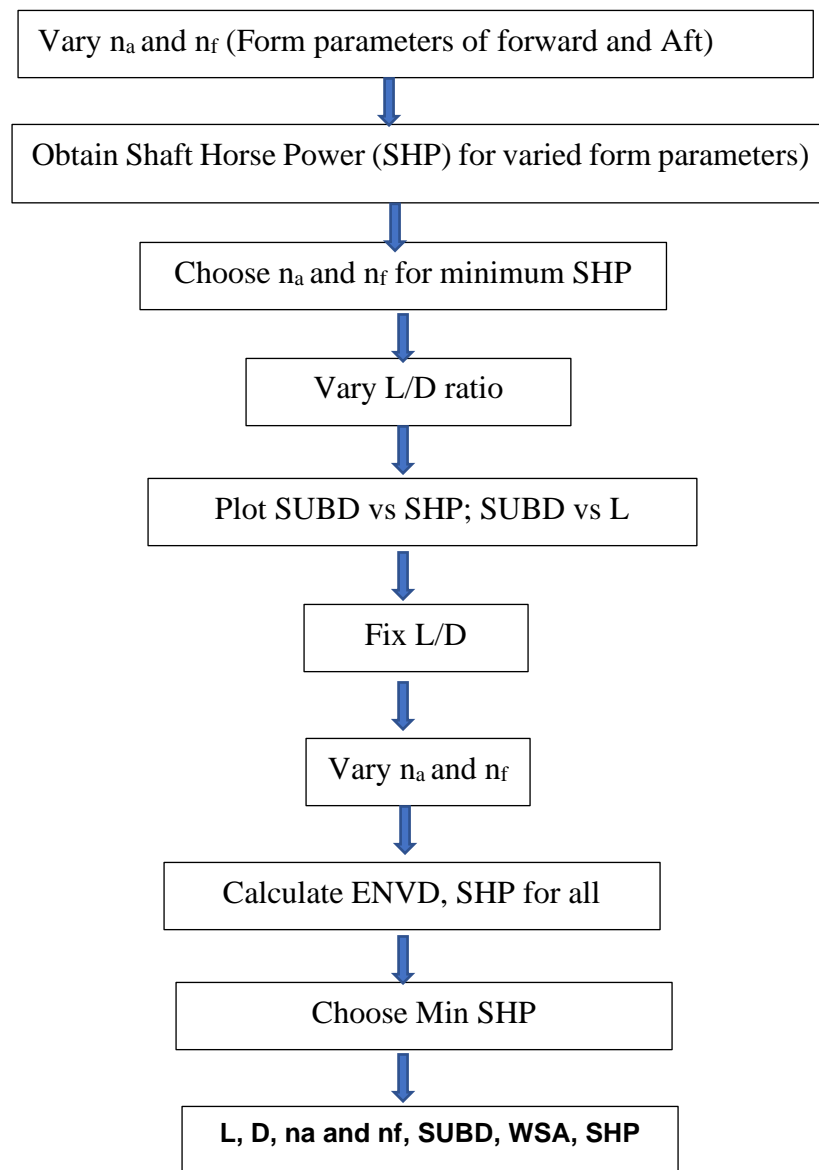 Vary na and nf (Form parameters of forward and Aft)
Obtain Shaft Horse Power (SHP) for varied form parameters)
Choose na and nf for minimum SHP
Vary L/D ratio
Plot SUBD vs SHP; SUBD vs L
Fix L/D
Vary na and nf
Calculate ENVD, SHP for all
Choose Min SHP
L, D, na and nf, SUBD, WSA, SHP